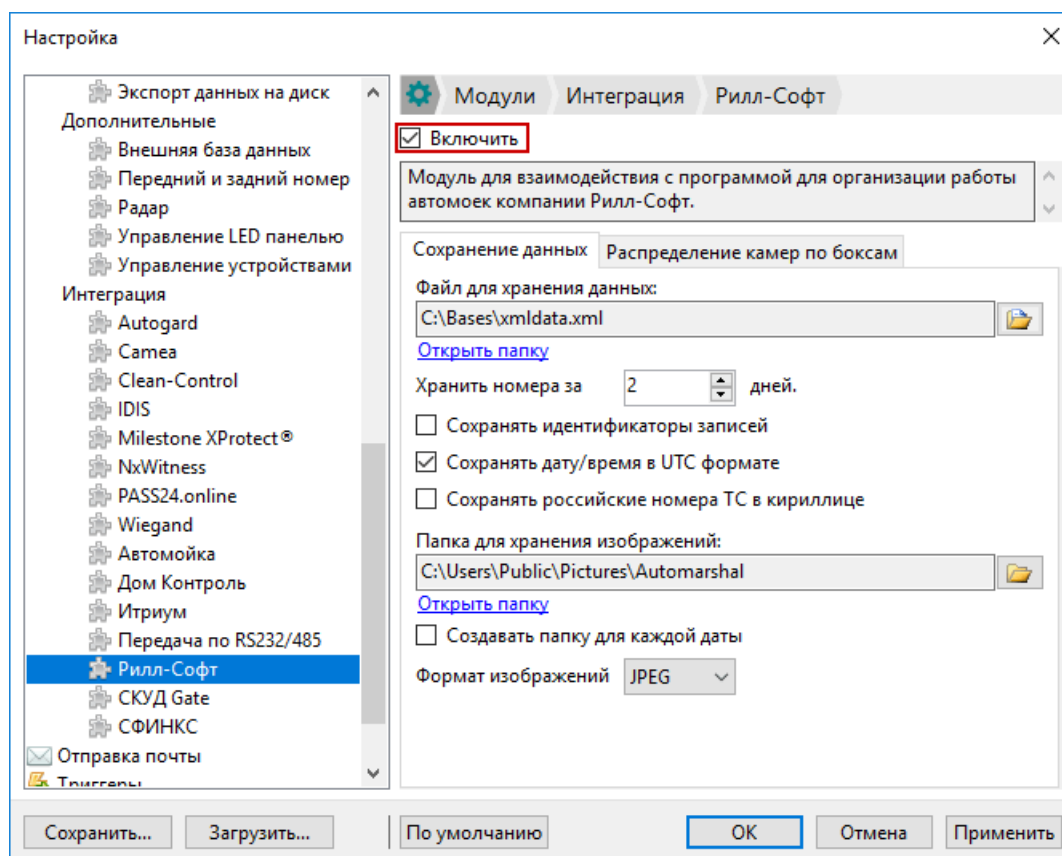 Настройка
Экспорт данных на диск
Дополнительные
Внешняя база данных
Передний и задний номер
Радар
Управление LED панелью
Управление устройствами
Интеграция
Autogard
Camea
Clean-Control
IDIS
Milestone XProtect®
NxWitness
PASS24.online
Wiegand
Автомойка
Дом Контроль
Итриум
Передача по RS232/485
Рилл-Софт
СКУД Gate
СФИНКС
Отправка почты
Триггеры
Модули Интеграция Рилл-Софт
Включить
Модуль для взаимодействия с программой для организации работы
автомоек компании Рилл-Софт.
Сохранение данных Распределение камер по боксам
Файл для хранения данных:
C:\Bases\xmldata.xml
Открыть папку
Хранить номера за 2 дней.
Сохранять идентификаторы записей
Сохранять дату/время в UTC формате
Сохранять российские номера ТС в кириллице
Папка для хранения изображений:
C:\Users\Public\Pictures\Automarshal
Открыть папку
Создавать папку для каждой даты
Формат изображений JPEG
Сохранить... Загрузить... По умолчанию OK Отмена Применить